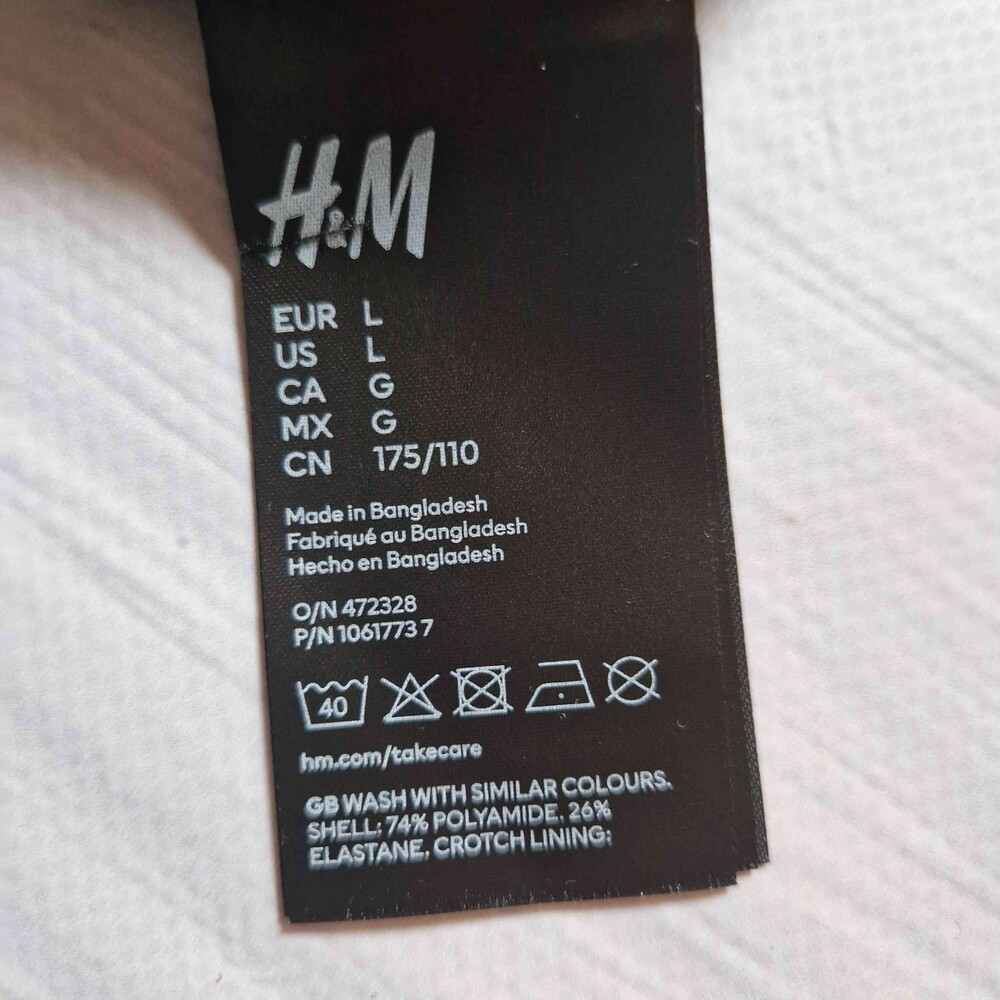 H&M
EUR L
US L
CA G
MX G
CN 175/110
Made in Bangladesh
Fabriqué au Bangladesh
Hecho en Bangladesh
O/N 472328
P/N 1061773 7
40
hm.com/takecare
GB WASH WITH SIMILAR COLOURS.
SHELL: 74% POLYAMIDE, 26%
ELASTANE, CROTCH LINING: